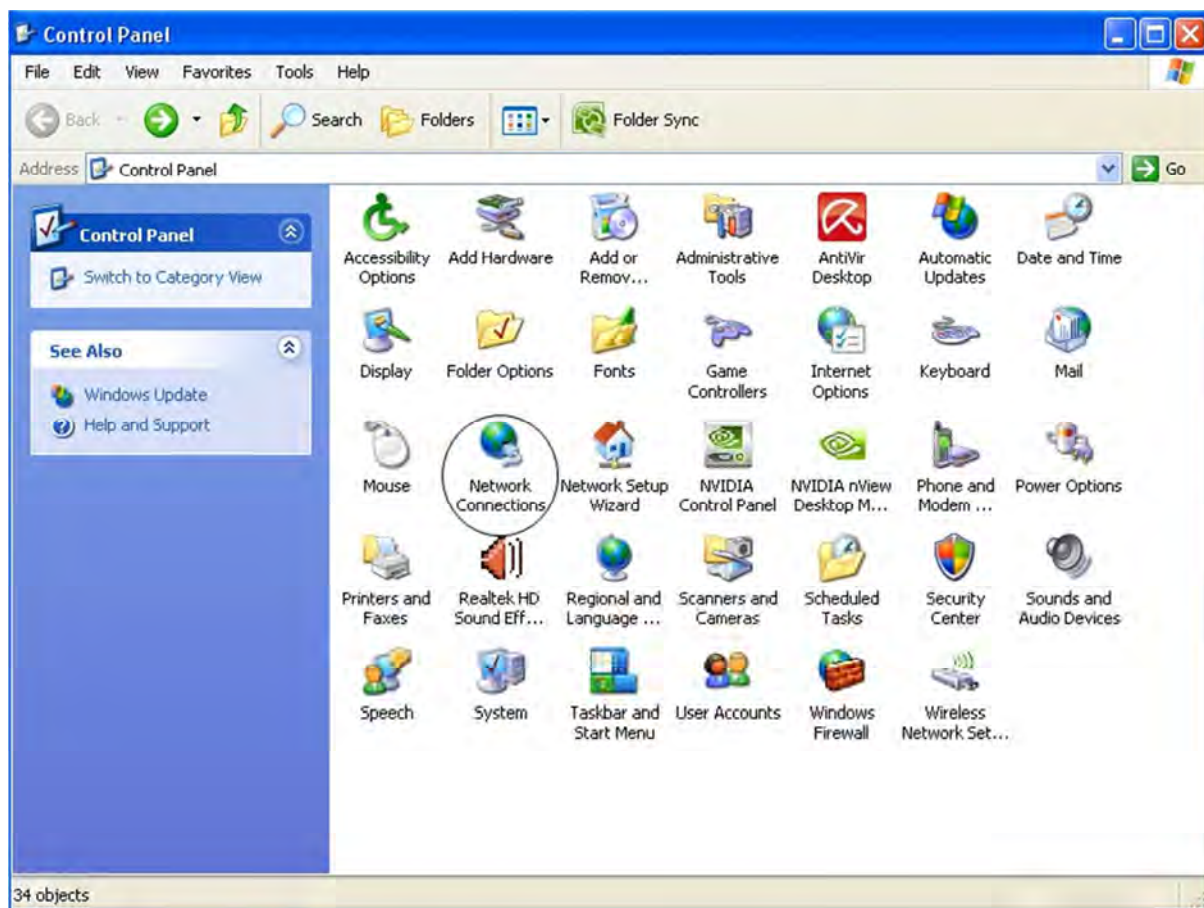 Control Panel
File Edit View Favorites Tools Help
Back Search Folders Folder Sync
Address Control Panel Go
Control Panel
Switch to Category View
See Also
Windows Update
Help and Support
Accessibility Options
Add Hardware
Add or Remov...
Administrative Tools
AntiVir Desktop
Automatic Updates
Date and Time
Display
Folder Options
Fonts
Game Controllers
Internet Options
Keyboard
Mail
Mouse
Network Connections
Network Setup Wizard
NVIDIA Control Panel
NVIDIA nView Desktop M...
Phone and Modem ...
Power Options
Printers and Faxes
Realtek HD Sound Eff...
Regional and Language ...
Scanners and Cameras
Scheduled Tasks
Security Center
Sounds and Audio Devices
Speech
System
Taskbar and Start Menu
User Accounts
Windows Firewall
Wireless Network Set...
34 objects